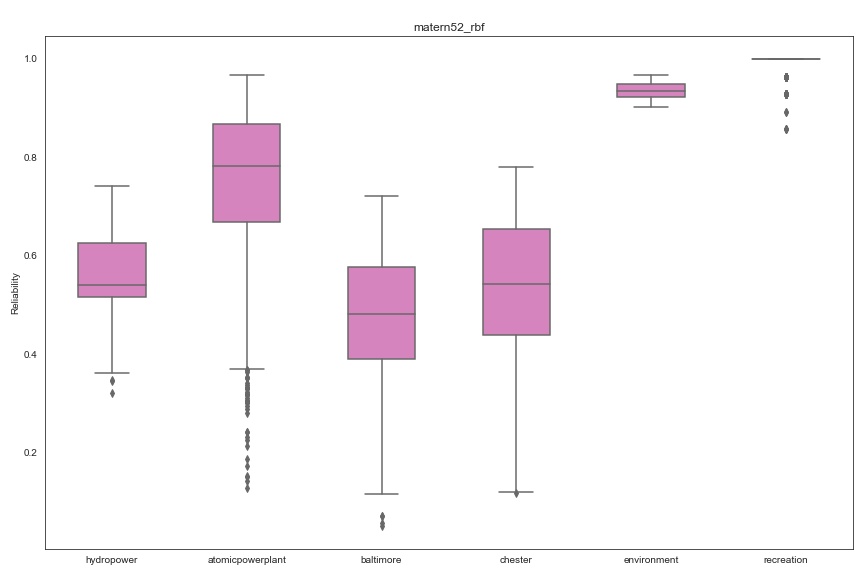 matern52_rbf
Reliability
1.0
0.8
0.6
0.4
0.2
hydropower atomicpowerplant baltimore chester environment recreation